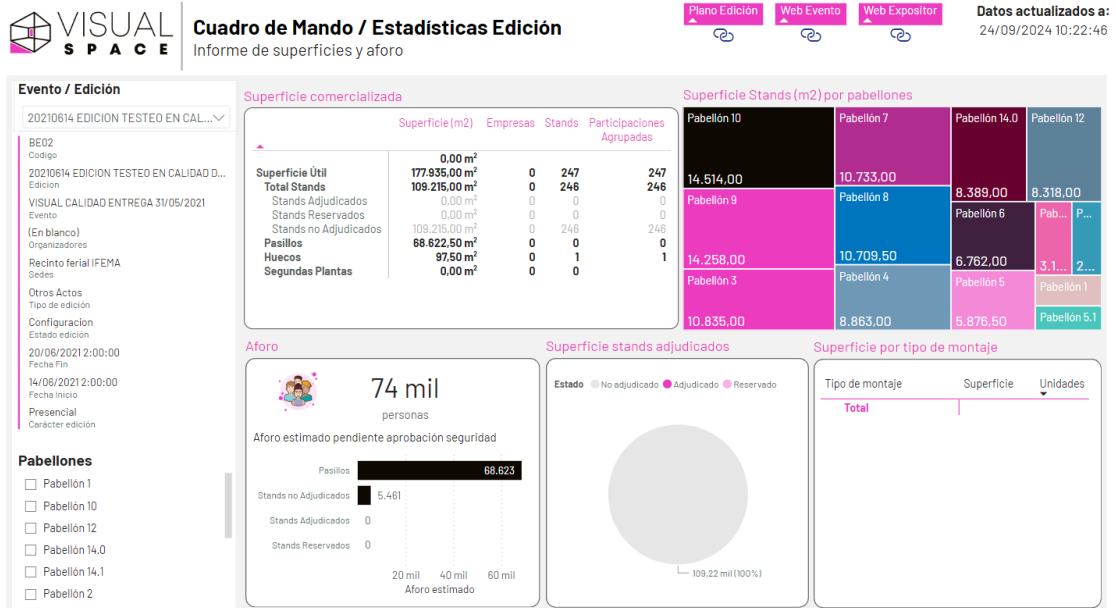 VISUAL
SPACE
Cuadro de Mando / Estadísticas Edición
Informe de superficies y aforo
Plano Edición
Web Evento
Web Expositor
Datos actualizados a:
24/09/2024 10:22:46
Evento / Edición
20210614 EDICION TESTEO EN CAL...
BE02
Codigo
20210614 EDICION TESTEO EN CALIDAD D...
Edicion
VISUAL CALIDAD ENTREGA 31/05/2021
Evento
(En blanco)
Organizadores
Recinto ferial IFEMA
Sedes
Otros Actos
Tipo de edición
Configuracion
Estado edición
20/06/2021 2:00:00
Fecha Fin
14/06/2021 2:00:00
Fecha Inicio
Presencial
Carácter edición
Pabellones
Pabellón 1
Pabellón 10
Pabellón 12
Pabellón 14.0
Pabellón 14.1
Pabellón 2
Superficie comercializada
Superficie (m2) Empresas Stands Participaciones
Agrupadas
0,00 m²
Superficie Útil 177.935,00 m² 0 247 247
Total Stands 109.215,00 m² 0 246 246
Stands Adjudicados 0,00 m² 0 0 0
Stands Reservados 0,00 m² 0 0 0
Stands no Adjudicados 109.215,00 m² 0 246 246
Pasillos 68.622,50 m² 0 0 0
Huecos 97,50 m² 0 1 1
Segundas Plantas 0,00 m² 0 0
Superficie Stands (m2) por pabellones
Pabellón 10
14.514,00
Pabellón 9
14.258,00
Pabellón 3
10.835,00
Pabellón 7
10.733,00
Pabellón 8
10.709,50
Pabellón 4
8.863,00
Pabellón 14.0
8.389,00
Pabellón 12
8.318,00
Pabellón 6
6.762,00
Pabellón 5
5.876,50
Pab...
3.1...
P...
2...
Pabellón 1
Pabellón 5.1
Aforo
74 mil
personas
Aforo estimado pendiente aprobación seguridad
Pasillos 68.623
Stands no Adjudicados 5.461
Stands Adjudicados 0
Stands Reservados 0
20 mil 40 mil 60 mil
Aforo estimado
Superficie stands adjudicados
Estado No adjudicado Adjudicado Reservado
109,22 mil (100%)
Superficie por tipo de montaje
Tipo de montaje Superficie Unidades
Total